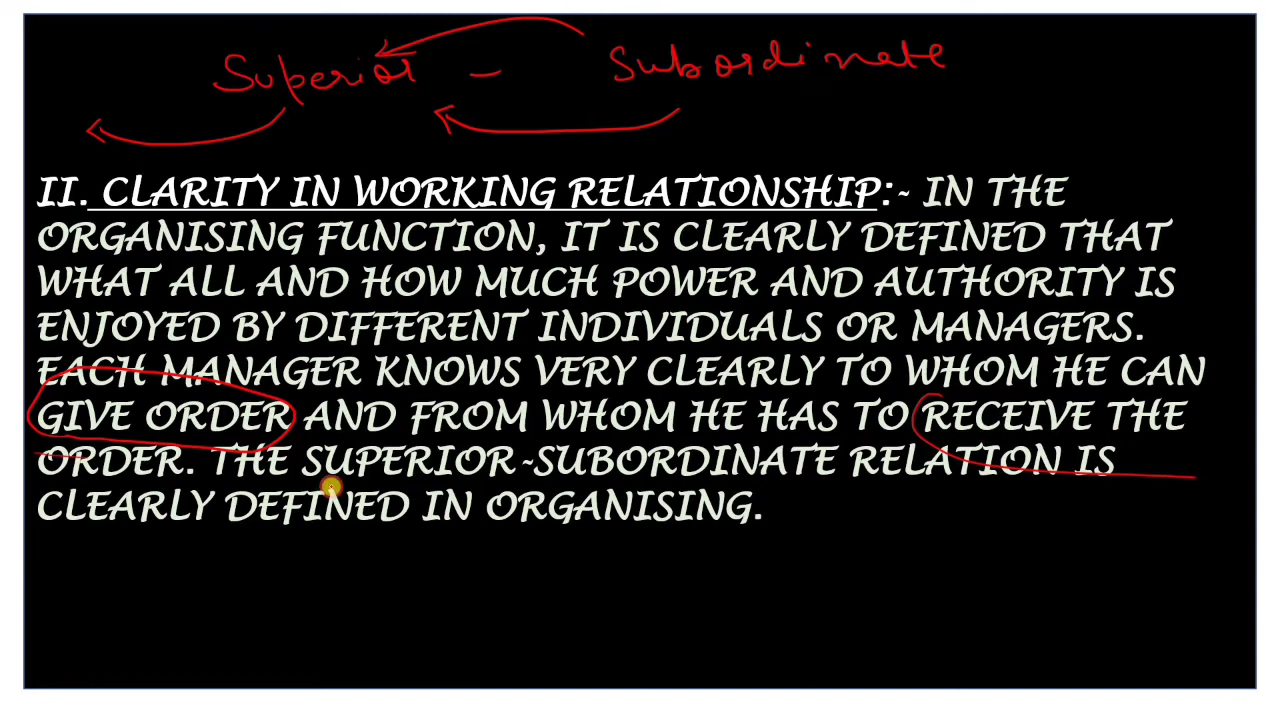 Superior - Subordinate
II. CLARITY IN WORKING RELATIONSHIP:~ IN THE
ORGANISING FUNCTION, IT IS CLEARLY DEFINED THAT
WHAT ALL AND HOW MUCH POWER AND AUTHORITY IS
ENJOYED BY DIFFERENT INDIVIDUALS OR MANAGERS.
EACH MANAGER KNOWS VERY CLEARLY TO WHOM HE CAN
GIVE ORDER AND FROM WHOM HE HAS TO RECEIVE THE
ORDER. THE SUPERIOR~SUBORDINATE RELATION IS
CLEARLY DEFINED IN ORGANISING.